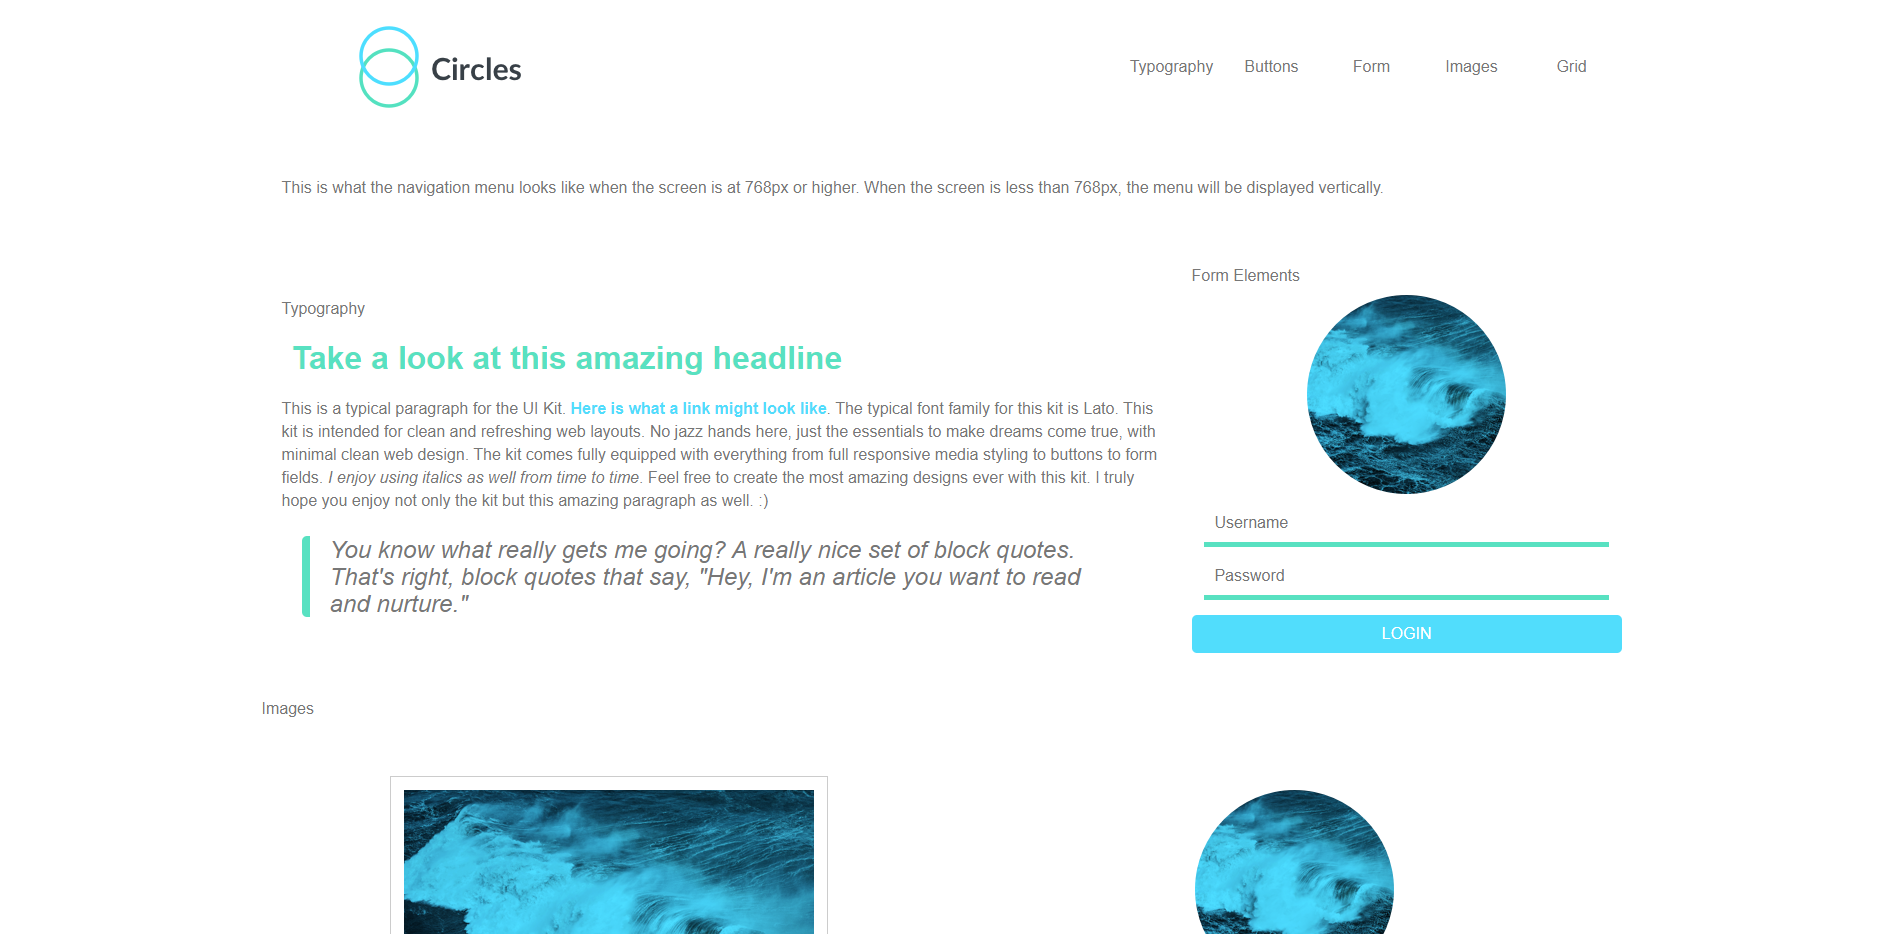 Circles
Typography Buttons Form Images Grid
This is what the navigation menu looks like when the screen is at 768px or higher. When the screen is less than 768px, the menu will be displayed vertically.
Typography
Take a look at this amazing headline
This is a typical paragraph for the UI Kit. Here is what a link might look like. The typical font family for this kit is Lato. This
kit is intended for clean and refreshing web layouts. No jazz hands here, just the essentials to make dreams come true, with
minimal clean web design. The kit comes fully equipped with everything from full responsive media styling to buttons to form
fields. I enjoy using italics as well from time to time. Feel free to create the most amazing designs ever with this kit. I truly
hope you enjoy not only the kit but this amazing paragraph as well. :)
You know what really gets me going? A really nice set of block quotes.
That's right, block quotes that say, "Hey, I'm an article you want to read
and nurture."
Form Elements
Username
Password
LOGIN
Images